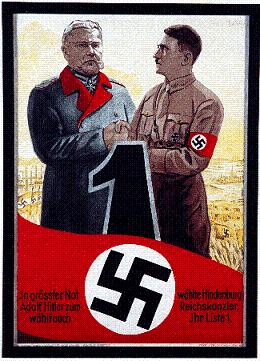 1
In grösster Not wählte Hindenburg
Adolf Hitler zum Reichskanzler.
wählt auch Ihr Liste 1.